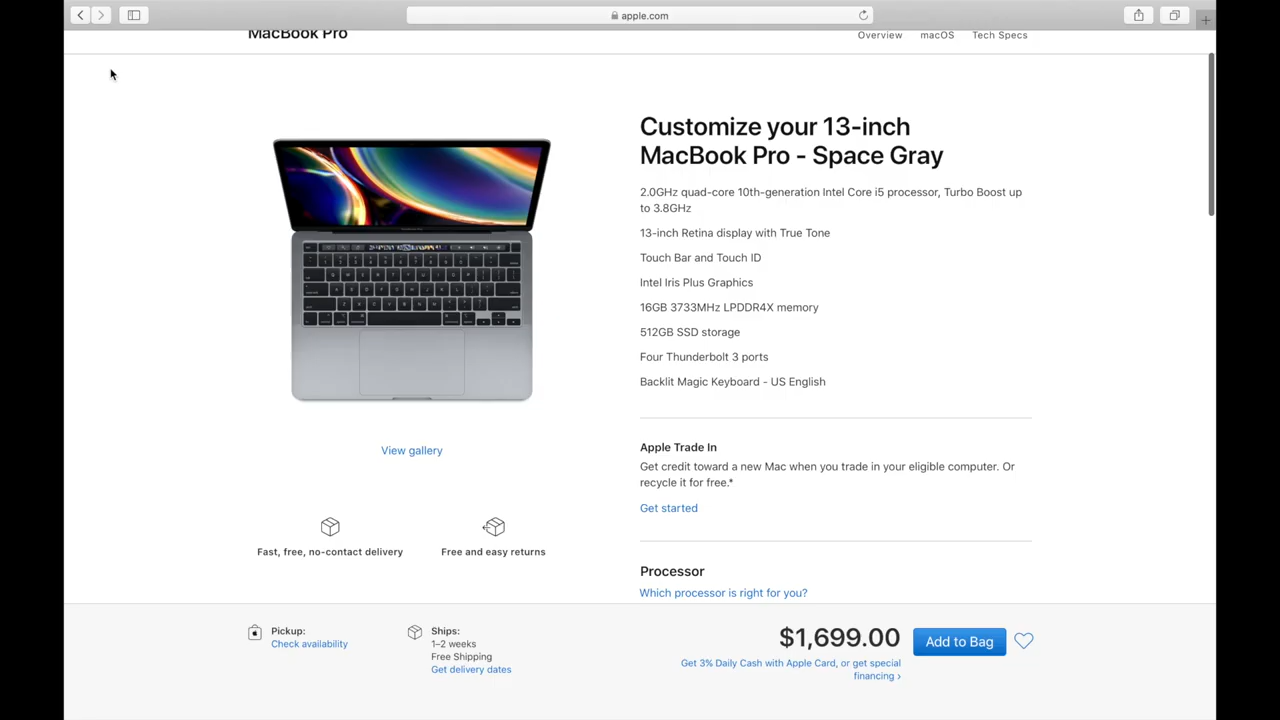 apple.com
MacBook Pro
Overview
macOS
Tech Specs
Customize your 13-inch
MacBook Pro - Space Gray
2.0GHz quad-core 10th-generation Intel Core i5 processor, Turbo Boost up
to 3.8GHz
13-inch Retina display with True Tone
Touch Bar and Touch ID
Intel Iris Plus Graphics
16GB 3733MHz LPDDR4X memory
512GB SSD storage
Four Thunderbolt 3 ports
Backlit Magic Keyboard - US English
View gallery
Apple Trade In
Get credit toward a new Mac when you trade in your eligible computer. Or
recycle it for free.*
Get started
Fast, free, no-contact delivery
Free and easy returns
Processor
Which processor is right for you?
Pickup:
Check availability
Ships:
1–2 weeks
Free Shipping
Get delivery dates
$1,699.00
Add to Bag
Get 3% Daily Cash with Apple Card, or get special
financing ›